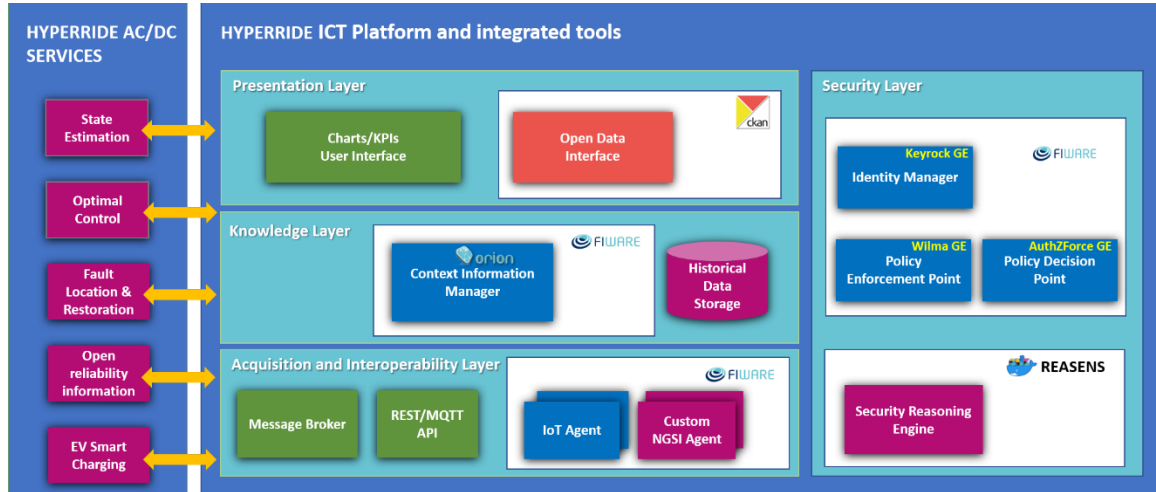 HYPERRIDE AC/DC
SERVICES
State
Estimation
Optimal
Control
Fault
Location &
Restoration
Open
reliability
information
EV Smart
Charging
HYPERRIDE ICT Platform and integrated tools
Presentation Layer
Charts/KPIs
User Interface
Open Data
Interface
ckan
Knowledge Layer
FIWARE
orion
Context Information
Manager
Historical
Data
Storage
Acquisition and Interoperability Layer
FIWARE
Message Broker
REST/MQTT
API
IoT Agent
Custom
NGSI Agent
Security Layer
Keyrock GE
FIWARE
Identity Manager
Wilma GE
Policy
Enforcement Point
AuthZForce GE
Policy Decision
Point
REASENS
Security Reasoning
Engine